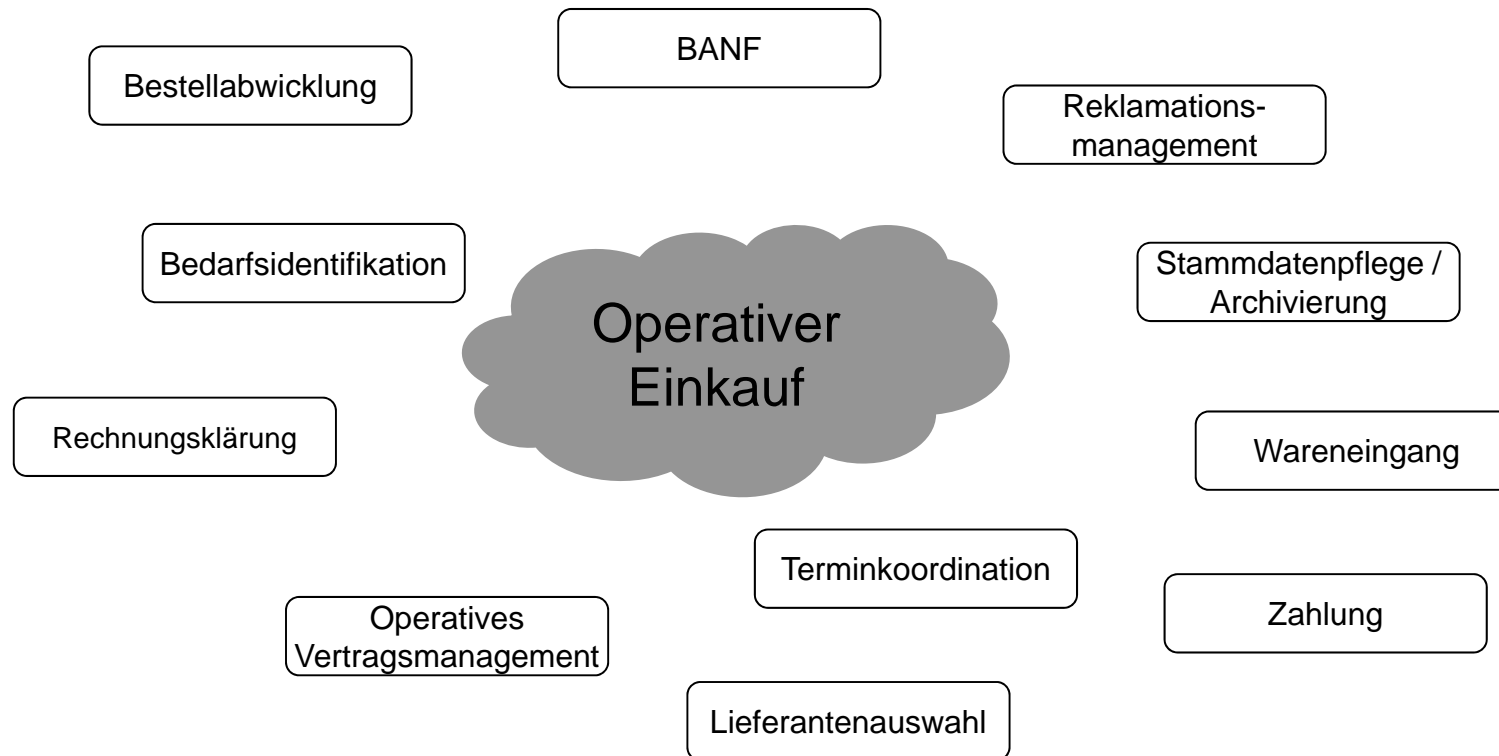 BANF
Bestellabwicklung
Reklamations-
management
Bedarfsidentifikation
Stammdatenpflege /
Archivierung
Operativer
Einkauf
Rechnungsklärung
Wareneingang
Terminkoordination
Operatives
Vertragsmanagement
Zahlung
Lieferantenauswahl